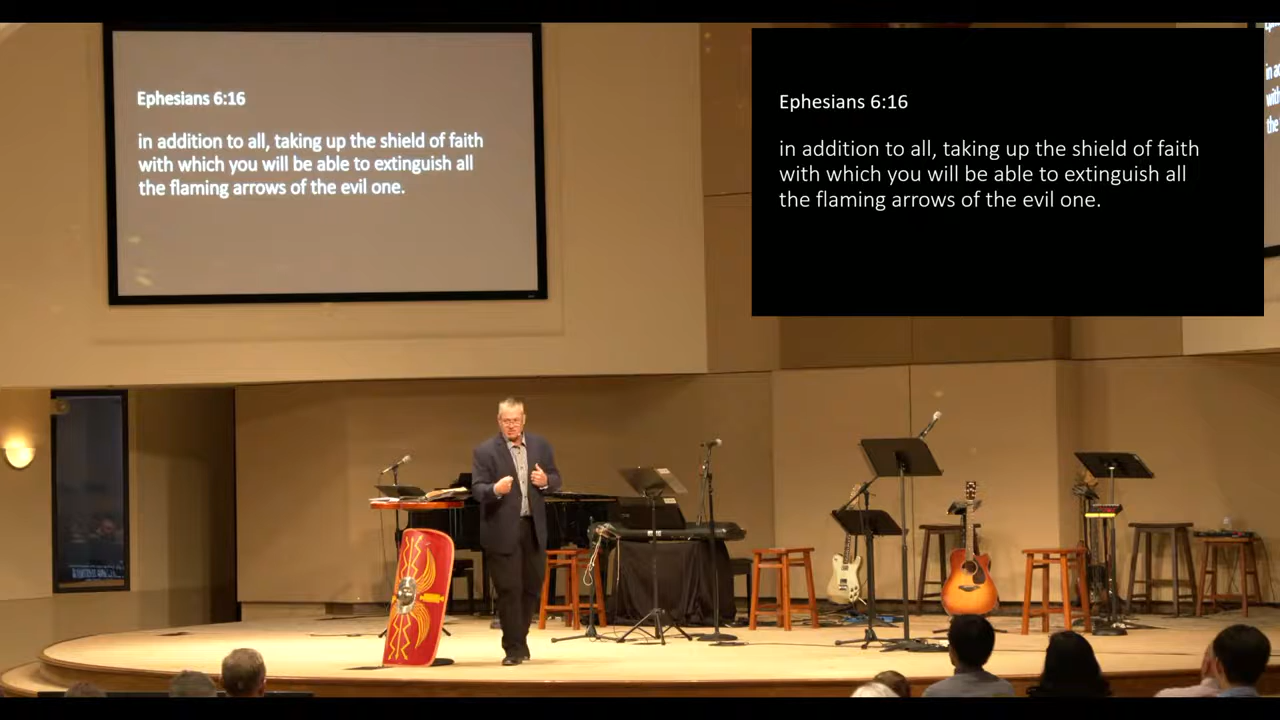 Ephesians 6:16
in addition to all, taking up the shield of faith
with which you will be able to extinguish all
the flaming arrows of the evil one.
Ephesians 6:16
in addition to all, taking up the shield of faith
with which you will be able to extinguish all
the flaming arrows of the evil one.
in
with
the